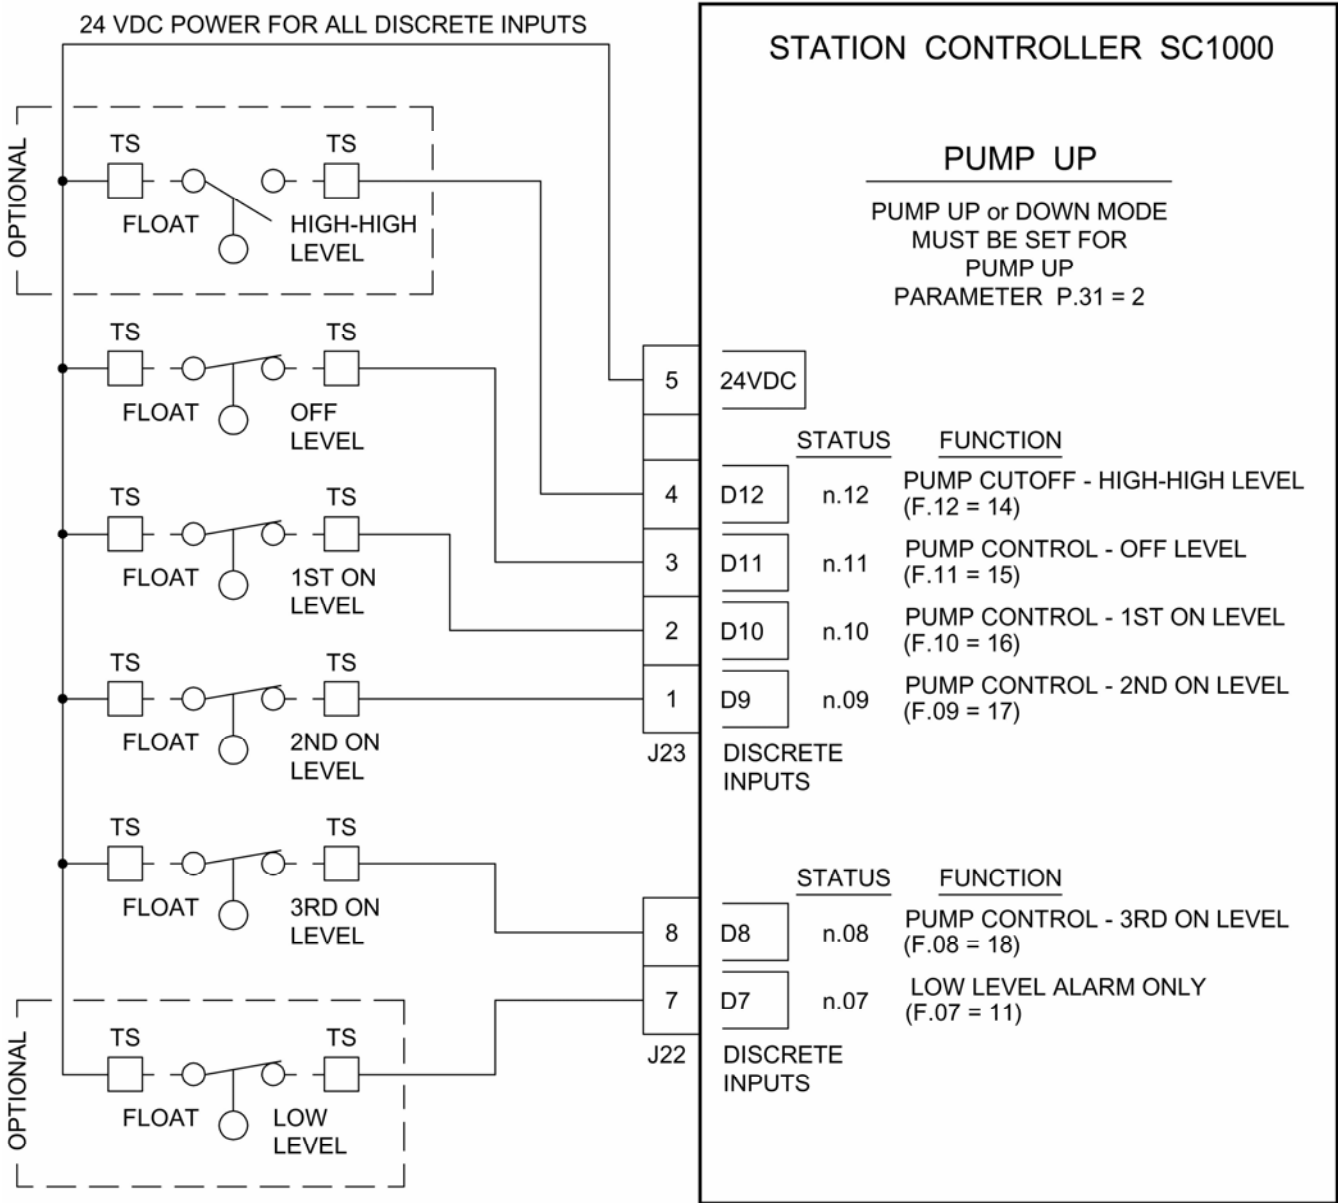 24 VDC POWER FOR ALL DISCRETE INPUTS
OPTIONAL
TS
TS
FLOAT
HIGH-HIGH
LEVEL
TS
TS
FLOAT
OFF
LEVEL
TS
TS
FLOAT
1ST ON
LEVEL
TS
TS
FLOAT
2ND ON
LEVEL
TS
TS
FLOAT
3RD ON
LEVEL
OPTIONAL
TS
TS
FLOAT
LOW
LEVEL
STATION CONTROLLER SC1000
PUMP UP
PUMP UP or DOWN MODE
MUST BE SET FOR
PUMP UP
PARAMETER P.31 = 2
5 24VDC
STATUS FUNCTION
4 D12 n.12 PUMP CUTOFF - HIGH-HIGH LEVEL
(F.12 = 14)
3 D11 n.11 PUMP CONTROL - OFF LEVEL
(F.11 = 15)
2 D10 n.10 PUMP CONTROL - 1ST ON LEVEL
(F.10 = 16)
1 D9 n.09 PUMP CONTROL - 2ND ON LEVEL
(F.09 = 17)
J23 DISCRETE
INPUTS
STATUS FUNCTION
8 D8 n.08 PUMP CONTROL - 3RD ON LEVEL
(F.08 = 18)
7 D7 n.07 LOW LEVEL ALARM ONLY
(F.07 = 11)
J22 DISCRETE
INPUTS